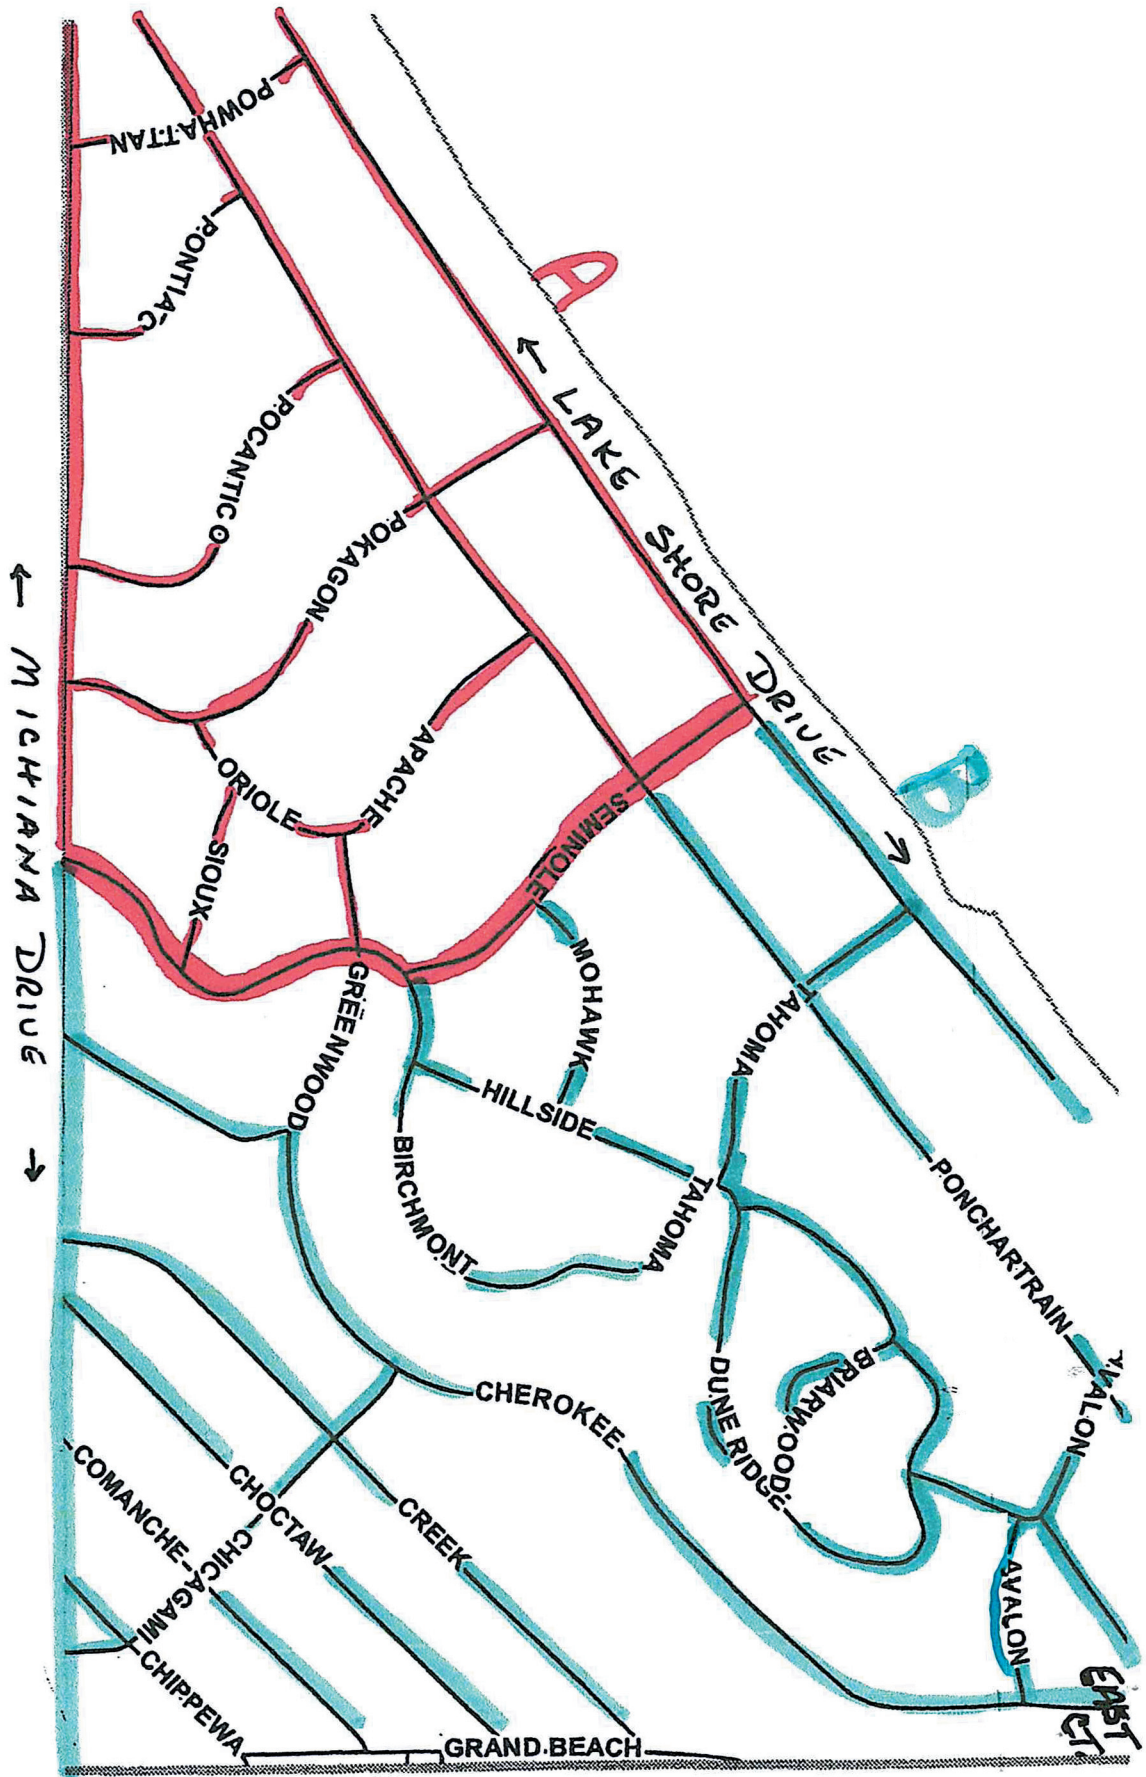 POWHATTAN
PONTIAC
A
← LAKE SHORE DRIVE →
POCANTICO
POKAGON
APACHE
ORIOLE
SIOUX
SEMINOLE
B
MOHAWK
TAHOMA
GREENWOOD
HILLSIDE
BIRCHMONT
TAHOMA
PONCHARTRAIN
← MICHIANA DRIVE →
AVALON
BRIARWOOD
DUNE RIDGE
CHEROKEE
CREEK
CHOCTAW
COMANCHE
CHICAGAMI
CHIPPEWA
AVALON
EAST CT.
GRAND BEACH